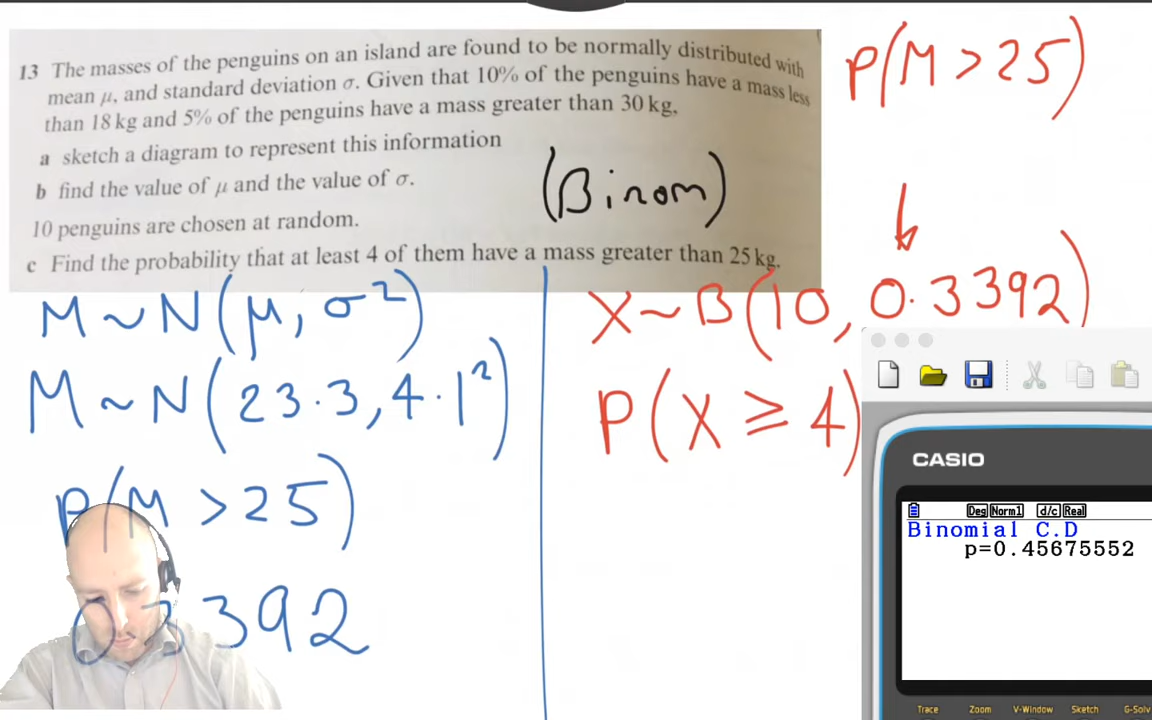 13 The masses of the penguins on an island are found to be normally distributed with
mean μ, and standard deviation σ. Given that 10% of the penguins have a mass less
than 18 kg and 5% of the penguins have a mass greater than 30 kg,
a sketch a diagram to represent this information
b find the value of μ and the value of σ.
10 penguins are chosen at random.
c Find the probability that at least 4 of them have a mass greater than 25 kg.
(Binom)
P(M > 25)
M ~ N(μ, σ²)
M ~ N(23.3, 4.1²)
P(M > 25)
0.3392
X ~ B(10, 0.3392)
P(X ≥ 4)
CASIO
Deg Norm1 d/c Real
Binomial C.D
p=0.45675552
Trace Zoom V-Window Sketch G-Solv